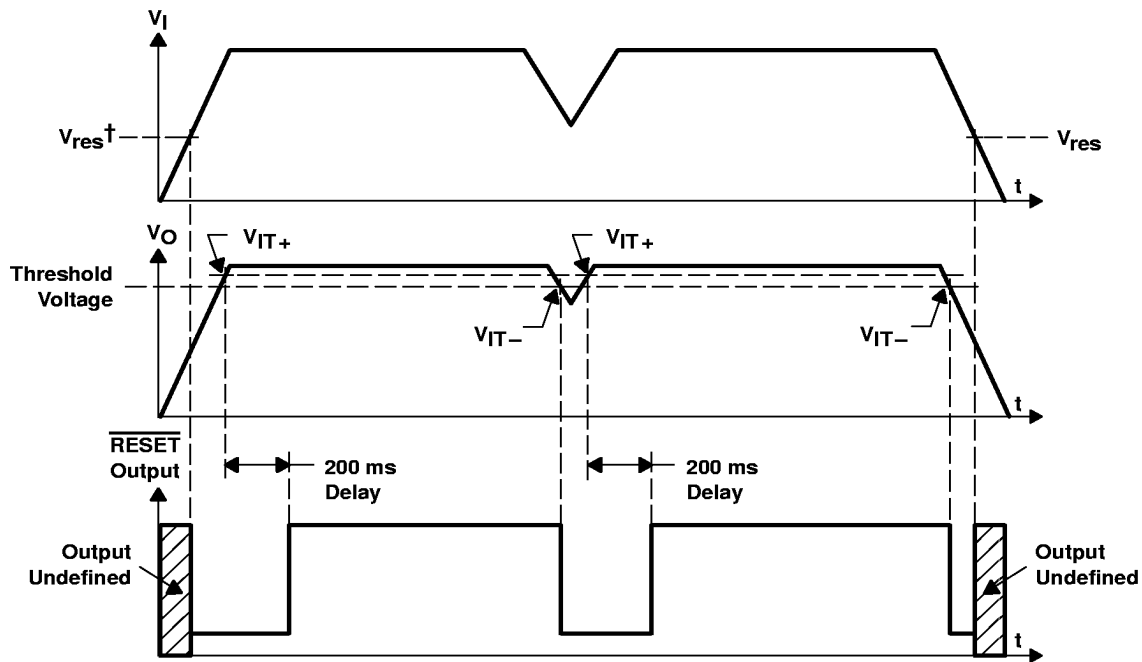 VI
Vres†
Vres
t
VO
VIT+
VIT+
Threshold
Voltage
VIT–
VIT–
t
RESET
Output
200 ms
Delay
200 ms
Delay
Output
Undefined
Output
Undefined
t